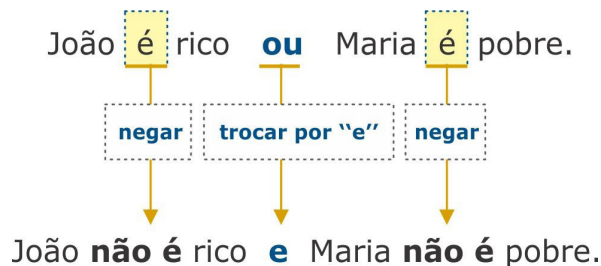 João é rico ou Maria é pobre.
negar trocar por ‘‘e’’ negar
João não é rico e Maria não é pobre.